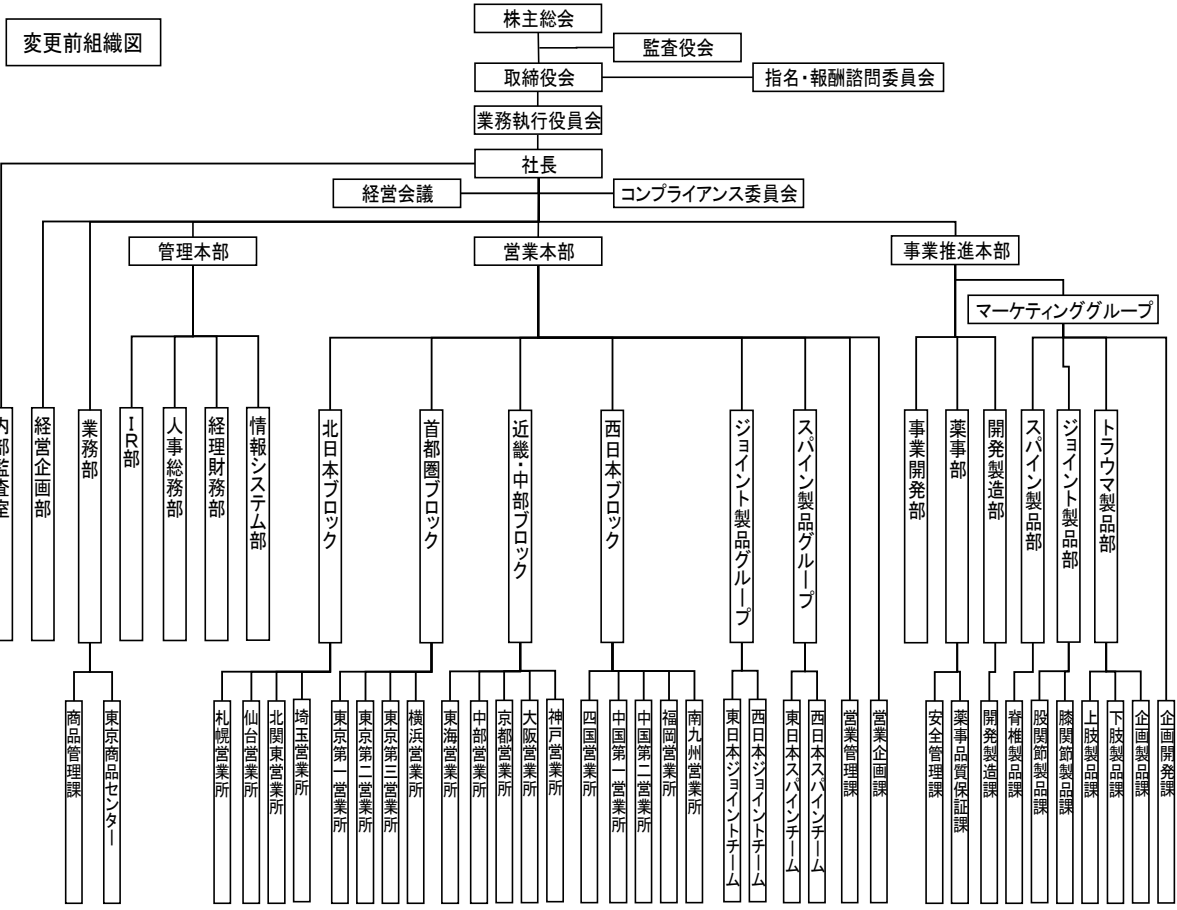 変更前組織図
株主総会
監査役会
取締役会
指名・報酬諮問委員会
業務執行役員会
社長
経営会議
コンプライアンス委員会
管理本部
営業本部
事業推進本部
マーケティンググループ
内部監査室
経営企画部
業務部
IR部
人事総務部
経理財務部
情報システム部
北日本ブロック
首都圏ブロック
近畿・中部ブロック
西日本ブロック
ジョイント製品グループ
スパイン製品グループ
事業開発部
薬事部
開発製造部
スパイン製品部
ジョイント製品部
トラウマ製品部
商品管理課
東京商品センター
札幌営業所
仙台営業所
北関東営業所
埼玉営業所
東京第一営業所
東京第二営業所
東京第三営業所
横浜営業所
東海営業所
中部営業所
京都営業所
大阪営業所
神戸営業所
四国営業所
中国第一営業所
中国第二営業所
福岡営業所
南九州営業所
東日本ジョイントチーム
西日本ジョイントチーム
東日本スパインチーム
西日本スパインチーム
営業管理課
営業企画課
安全管理課
薬事品質保証課
開発製造課
脊椎製品課
股関節製品課
膝関節製品課
上肢製品課
下肢製品課
企画製品課
企画開発課